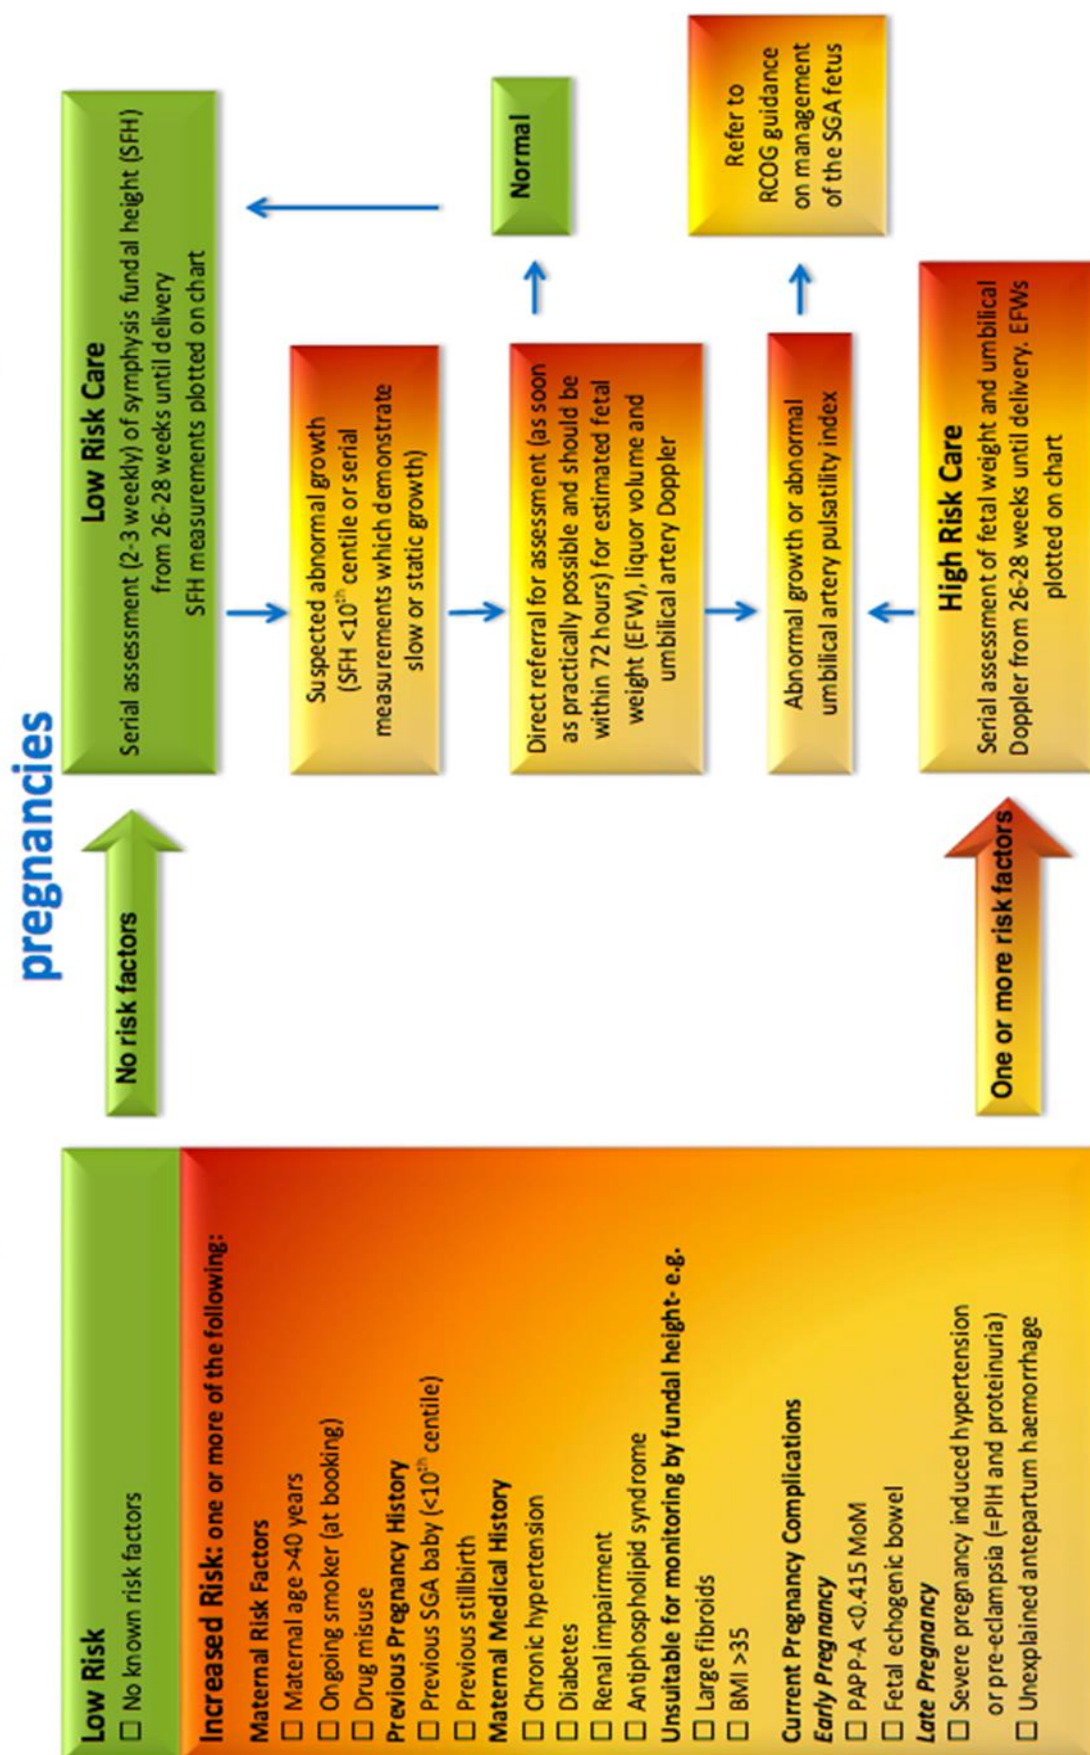 pregnancies
Low Risk
☐ No known risk factors
Increased Risk: one or more of the following:
Maternal Risk Factors
☐ Maternal age >40 years
☐ Ongoing smoker (at booking)
☐ Drug misuse
Previous Pregnancy History
☐ Previous SGA baby (<10th centile)
☐ Previous stillbirth
Maternal Medical History
☐ Chronic hypertension
☐ Diabetes
☐ Renal impairment
☐ Antiphospholipid syndrome
Unsuitable for monitoring by fundal height- e.g.
☐ Large fibroids
☐ BMI >35
Current Pregnancy Complications
Early Pregnancy
☐ PAPP-A <0.415 MoM
☐ Fetal echogenic bowel
Late Pregnancy
☐ Severe pregnancy induced hypertension
or pre-eclampsia (=PIH and proteinuria)
☐ Unexplained antepartum haemorrhage
No risk factors
One or more risk factors
Low Risk Care
Serial assessment (2-3 weekly) of symphysis fundal height (SFH)
from 26-28 weeks until delivery
SFH measurements plotted on chart
Suspected abnormal growth
(SFH <10th centile or serial
measurements which demonstrate
slow or static growth)
Direct referral for assessment (as soon
as practically possible and should be
within 72 hours) for estimated fetal
weight (EFW), liquor volume and
umbilical artery Doppler
Normal
Abnormal growth or abnormal
umbilical artery pulsatility index
Refer to
RCOG guidance
on management
of the SGA fetus
High Risk Care
Serial assessment of fetal weight and umbilical
Doppler from 26-28 weeks until delivery. EFWs
plotted on chart